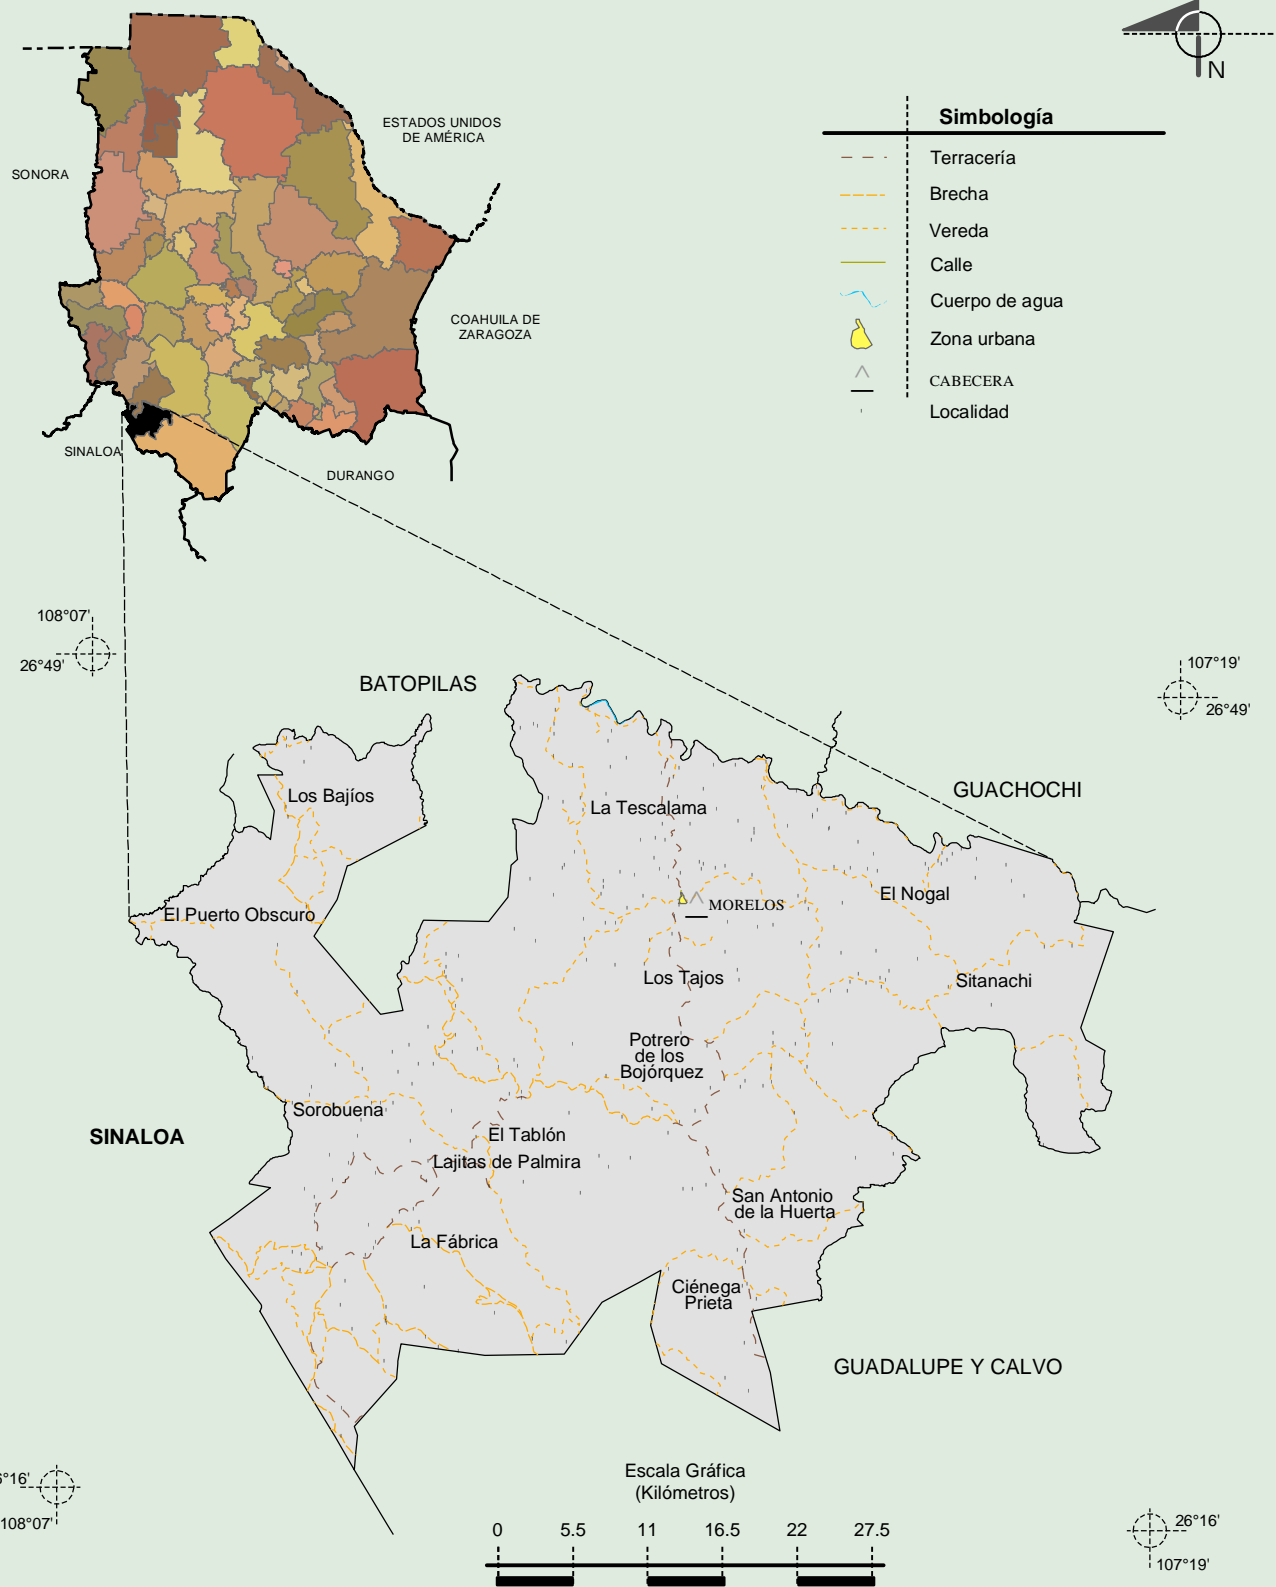 N
ESTADOS UNIDOS
DE AMÉRICA
SONORA
COAHUILA DE
ZARAGOZA
SINALOA
DURANGO
Simbología
Terracería
Brecha
Vereda
Calle
Cuerpo de agua
Zona urbana
CABECERA
Localidad
108°07'
26°49'
107°19'
26°49'
BATOPILAS
GUACHOCHI
Los Bajíos
La Tescalama
El Nogal
MORELOS
El Puerto Obscuro
Los Tajos
Sitanachi
Potrero
de los
Bojórquez
Sorobuena
SINALOA
El Tablón
Lajitas de Palmira
San Antonio
de la Huerta
La Fábrica
Ciénega
Prieta
GUADALUPE Y CALVO
Escala Gráfica
(Kilómetros)
0 5.5 11 16.5 22 27.5
6°16'
108°07'
26°16'
107°19'